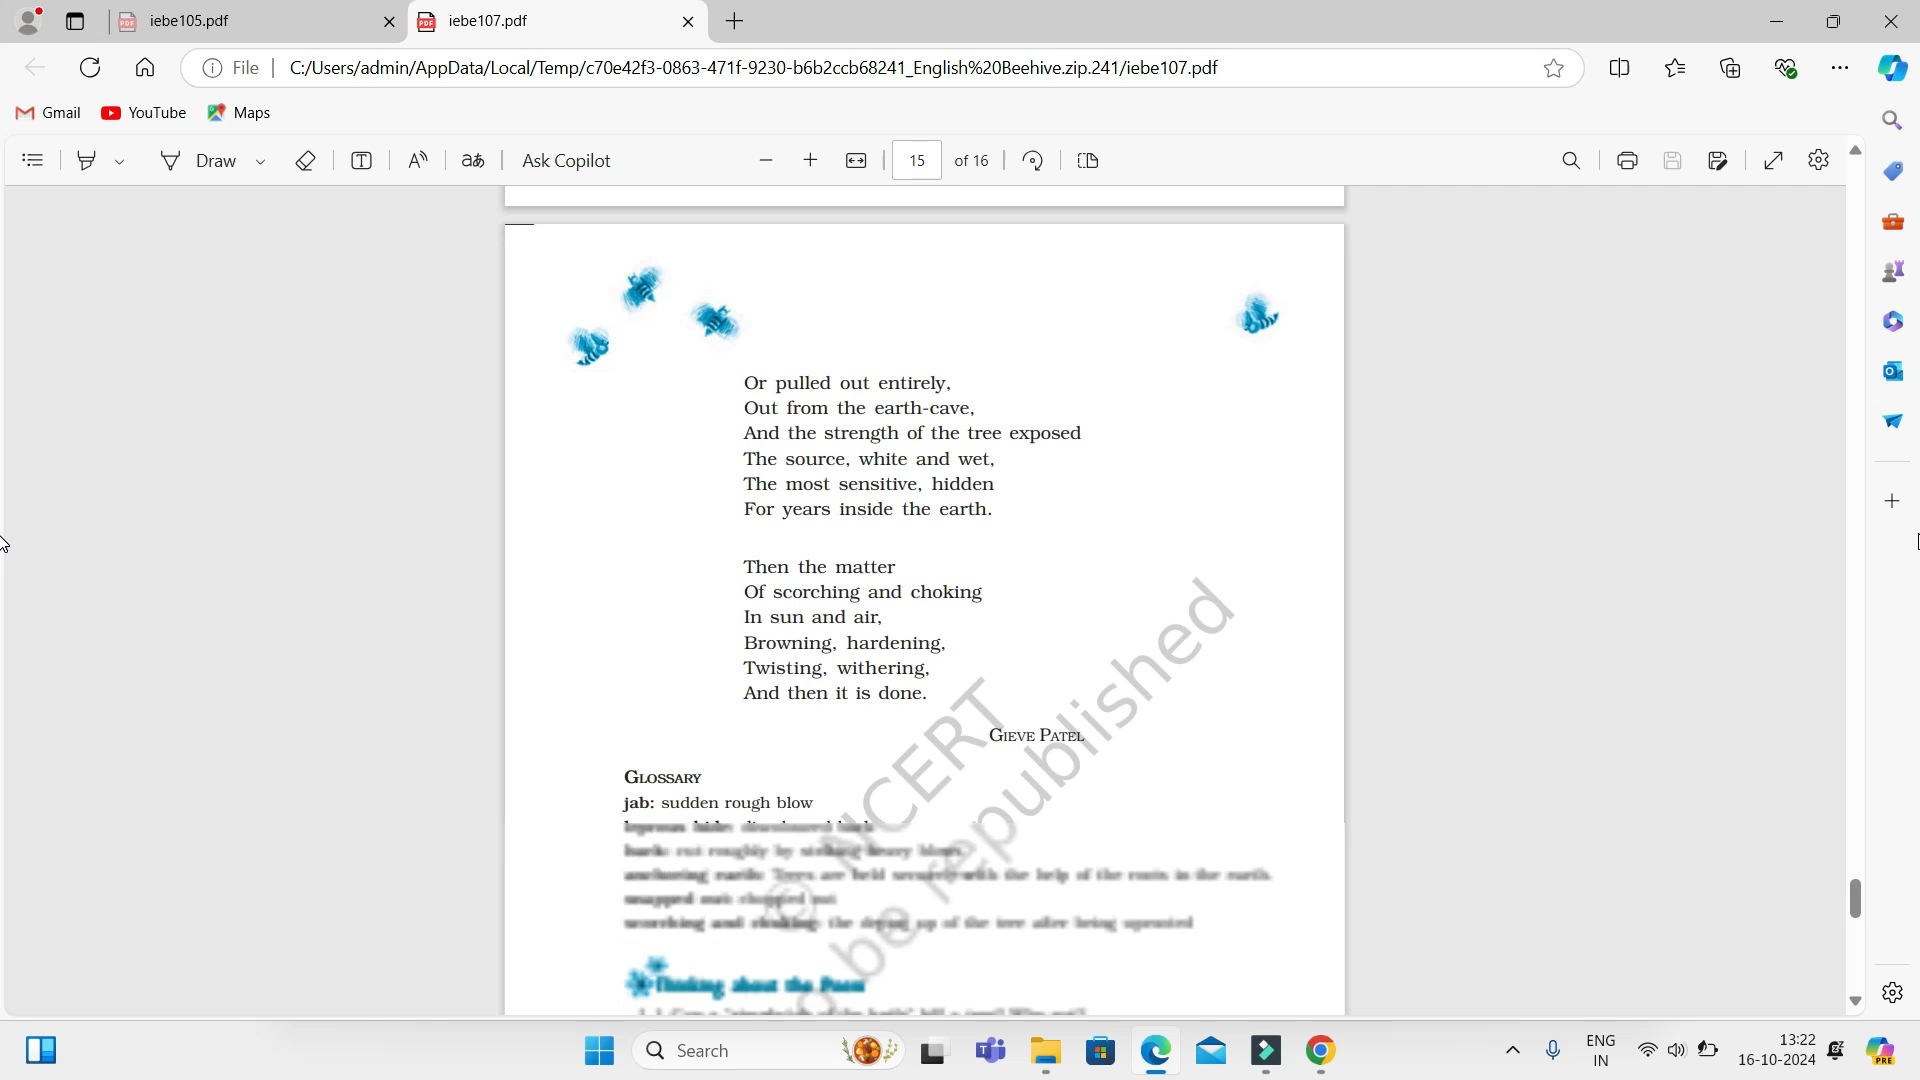 iebe105.pdf
iebe107.pdf
File
C:/Users/admin/AppData/Local/Temp/c70e42f3-0863-471f-9230-b6b2ccb68241_English%20Beehive.zip.241/iebe107.pdf
Gmail
YouTube
Maps
Draw
Ask Copilot
15
of 16
Or pulled out entirely,
Out from the earth-cave,
And the strength of the tree exposed
The source, white and wet,
The most sensitive, hidden
For years inside the earth.
Then the matter
Of scorching and choking
In sun and air,
Browning, hardening,
Twisting, withering,
And then it is done.
GIEVE PATEL
© NCERT
o be republished
GLOSSARY
jab: sudden rough blow
leprous hide: discoloured bark
hack: cut roughly by striking heavy blows
anchoring earth: Trees are held securely with the help of the roots in the earth.
snapped out: chopped out
scorching and choking: the drying up of the tree after being uprooted
Thinking about the Poem
Search
ENG
IN
13:22
16-10-2024
PRE